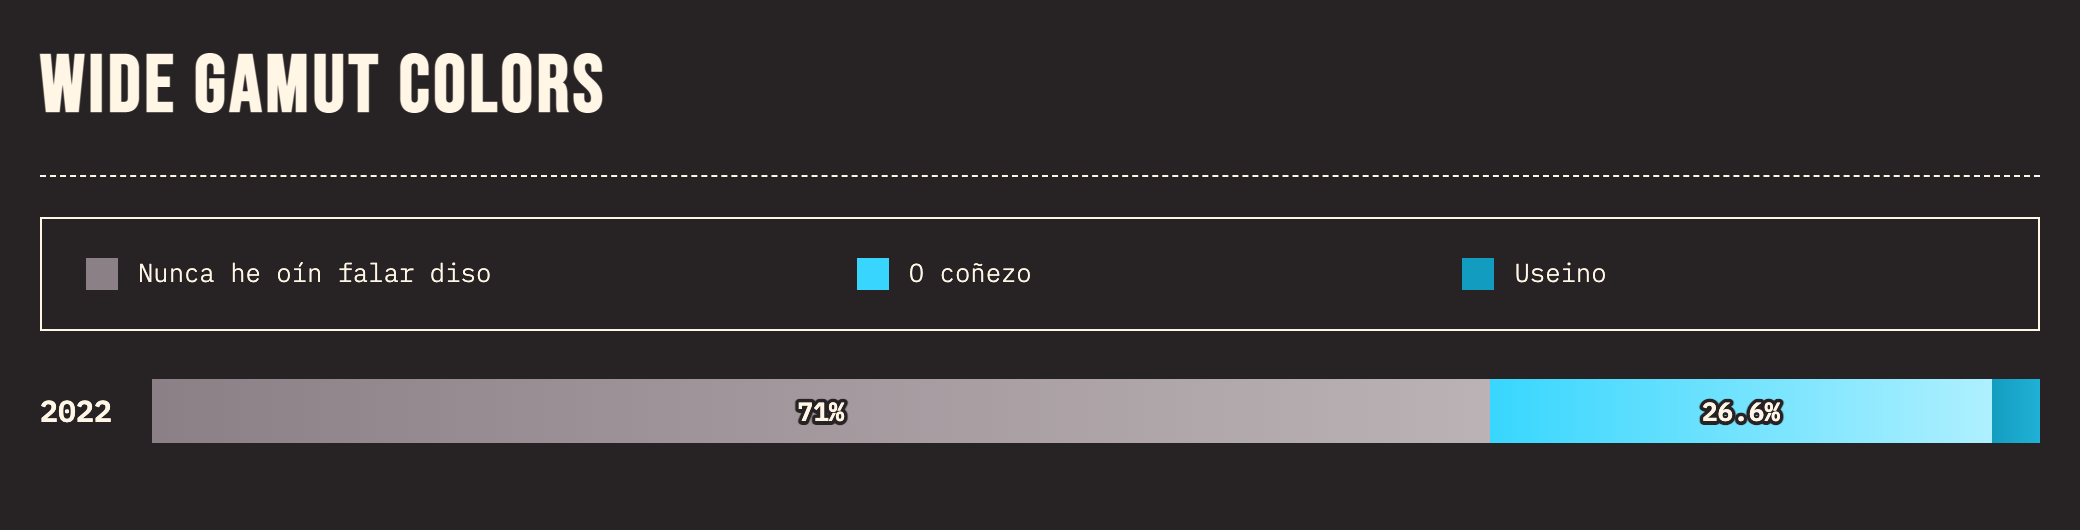 WIDE GAMUT COLORS
Nunca he oín falar diso
O coñezo
Useino
2022
71%
26.6%